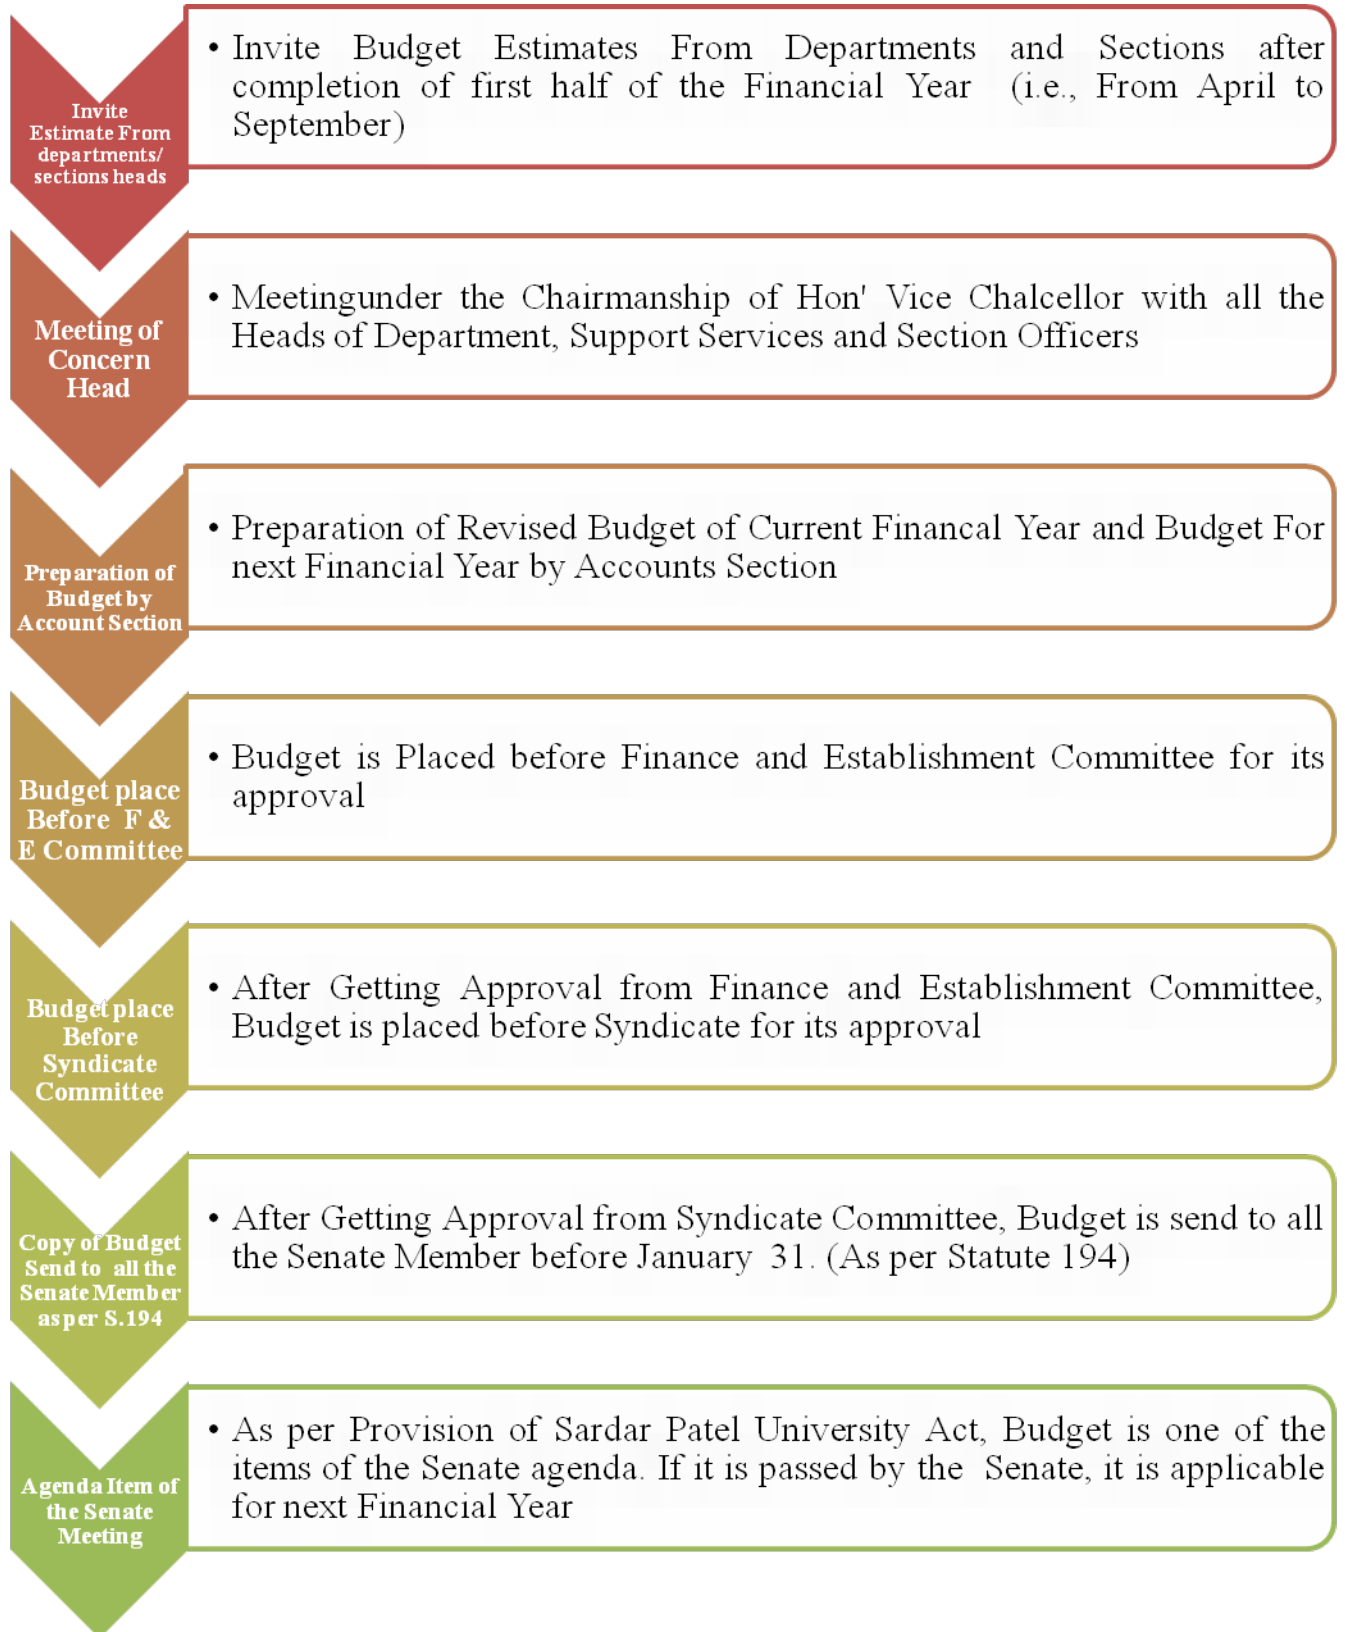 Invite
Estimate From
departments/
sections heads
• Invite Budget Estimates From Departments and Sections after
completion of first half of the Financial Year (i.e., From April to
September)
Meeting of
Concern
Head
• Meetingunder the Chairmanship of Hon' Vice Chalcellor with all the
Heads of Department, Support Services and Section Officers
Preparation of
Budget by
Account Section
• Preparation of Revised Budget of Current Financal Year and Budget For
next Financial Year by Accounts Section
Budget place
Before F &
E Committee
• Budget is Placed before Finance and Establishment Committee for its
approval
Budget place
Before
Syndicate
Committee
• After Getting Approval from Finance and Establishment Committee,
Budget is placed before Syndicate for its approval
Copy of Budget
Send to all the
Senate Member
as per S.194
• After Getting Approval from Syndicate Committee, Budget is send to all
the Senate Member before January 31. (As per Statute 194)
Agenda Item of
the Senate
Meeting
• As per Provision of Sardar Patel University Act, Budget is one of the
items of the Senate agenda. If it is passed by the Senate, it is applicable
for next Financial Year